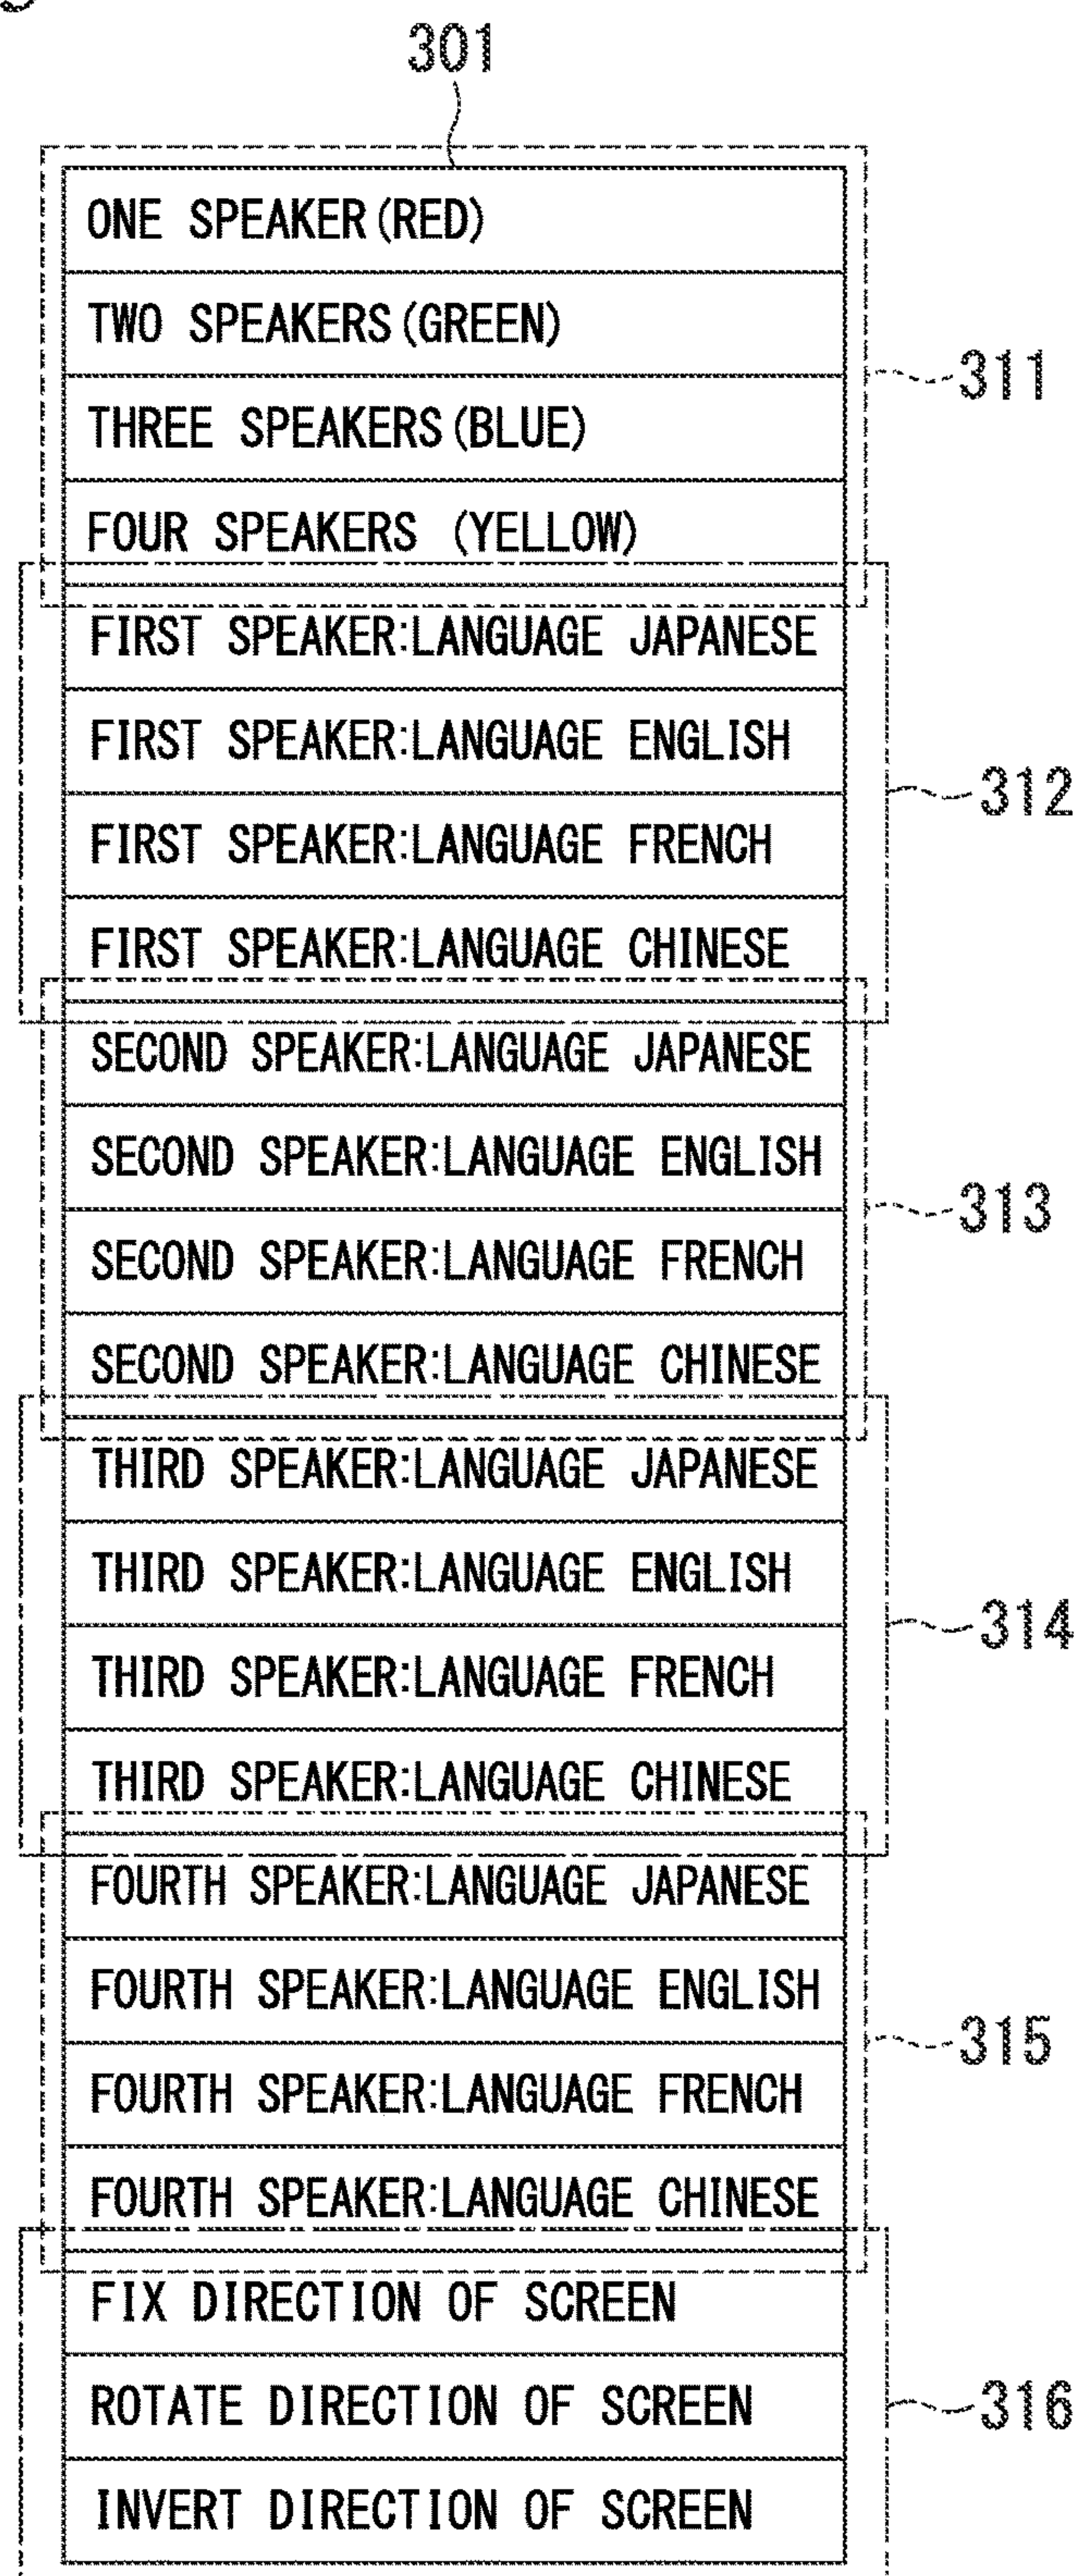 301
ONE SPEAKER(RED)
TWO SPEAKERS(GREEN)
311
THREE SPEAKERS(BLUE)
FOUR SPEAKERS (YELLOW)
FIRST SPEAKER:LANGUAGE JAPANESE
FIRST SPEAKER:LANGUAGE ENGLISH
312
FIRST SPEAKER:LANGUAGE FRENCH
FIRST SPEAKER:LANGUAGE CHINESE
SECOND SPEAKER:LANGUAGE JAPANESE
SECOND SPEAKER:LANGUAGE ENGLISH
313
SECOND SPEAKER:LANGUAGE FRENCH
SECOND SPEAKER:LANGUAGE CHINESE
THIRD SPEAKER:LANGUAGE JAPANESE
THIRD SPEAKER:LANGUAGE ENGLISH
314
THIRD SPEAKER:LANGUAGE FRENCH
THIRD SPEAKER:LANGUAGE CHINESE
FOURTH SPEAKER:LANGUAGE JAPANESE
FOURTH SPEAKER:LANGUAGE ENGLISH
315
FOURTH SPEAKER:LANGUAGE FRENCH
FOURTH SPEAKER:LANGUAGE CHINESE
FIX DIRECTION OF SCREEN
ROTATE DIRECTION OF SCREEN
316
INVERT DIRECTION OF SCREEN